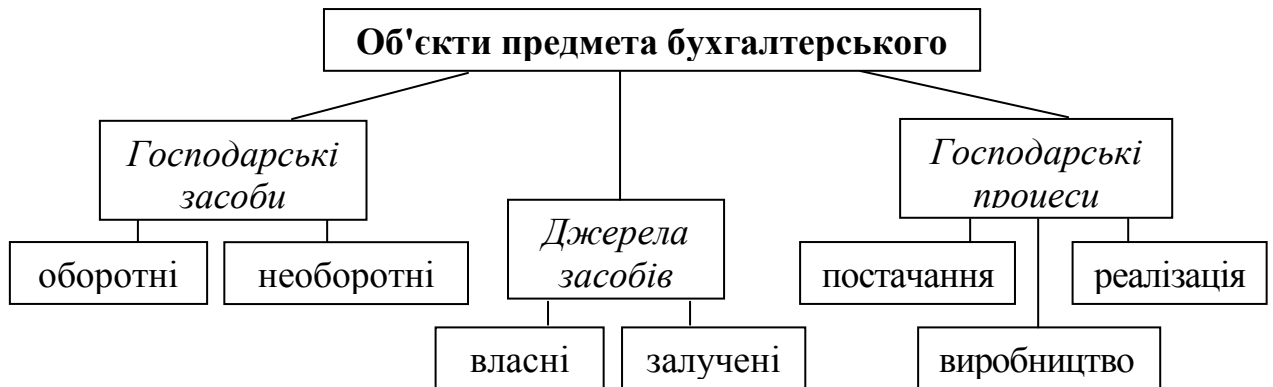 Об'єкти предмета бухгалтерського
Господарські
засоби
Джерела
засобів
Господарські
процеси
оборотні
необоротні
власні
залучені
постачання
виробництво
реалізація